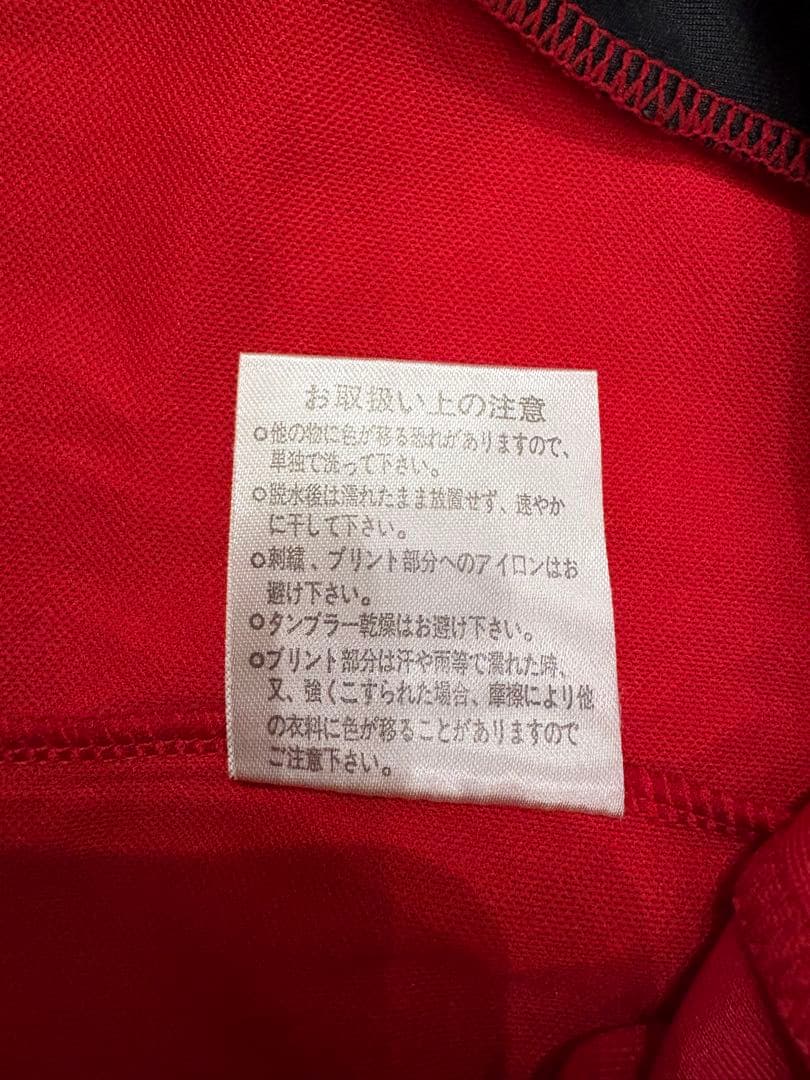 お取扱い上の注意
○他の物に色が移る恐れがありますので、
単独で洗って下さい。
○脱水後は濡れたまま放置せず、速やか
に干して下さい。
○刺繍、プリント部分へのアイロンはお
避け下さい。
○タンブラー乾燥はお避け下さい。
○プリント部分は汗や雨等で濡れた時、
又、強くこすられた場合、摩擦により他
の衣料に色が移ることがありますので
ご注意下さい。